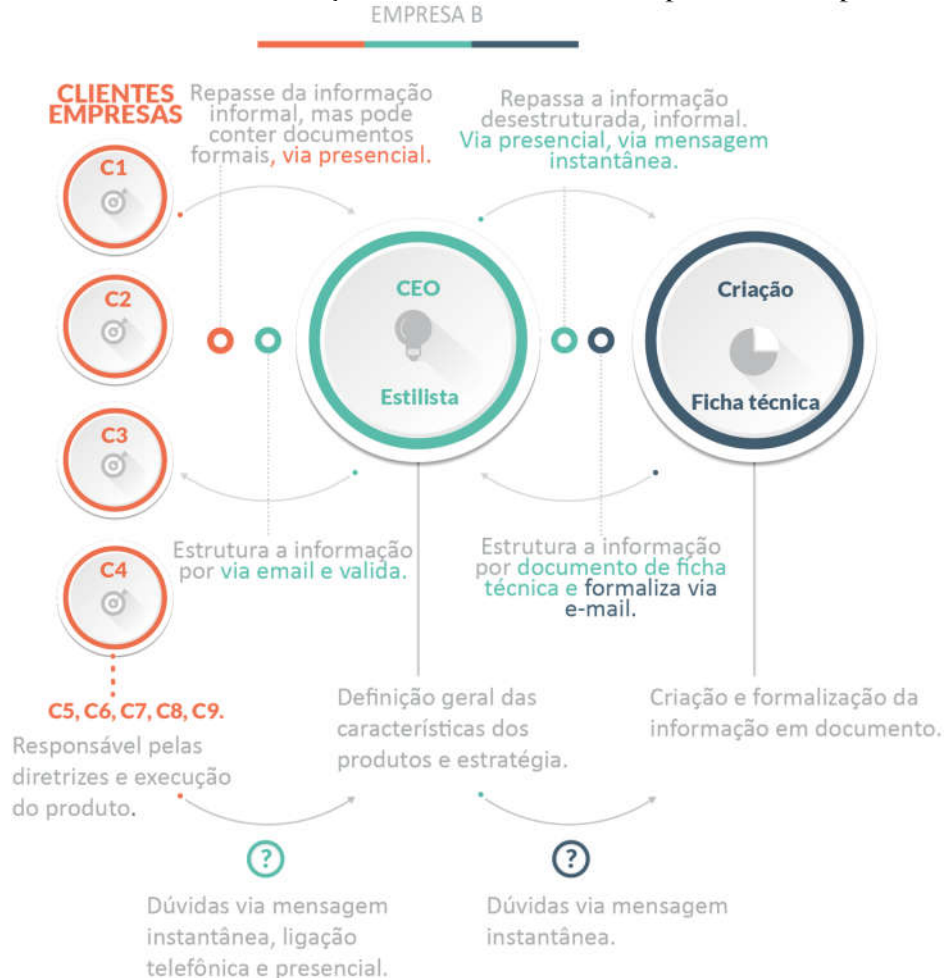 EMPRESA B
CLIENTES
EMPRESAS
Repasse da informação
informal, mas pode
conter documentos
formais, via presencial.
Repassa a informação
desestruturada, informal.
Via presencial, via mensagem
instantânea.
C1
C2
C3
C4
CEO
Estilista
Criação
Ficha técnica
Estrutura a informação
por via email e valida.
Estrutura a informação
por documento de ficha
técnica e formaliza via
e-mail.
C5, C6, C7, C8, C9.
Responsável pelas
diretrizes e execução
do produto.
Definição geral das
características dos
produtos e estratégia.
Criação e formalização da
informação em documento.
?
?
Dúvidas via mensagem
instantânea, ligação
telefônica e presencial.
Dúvidas via mensagem
instantânea.